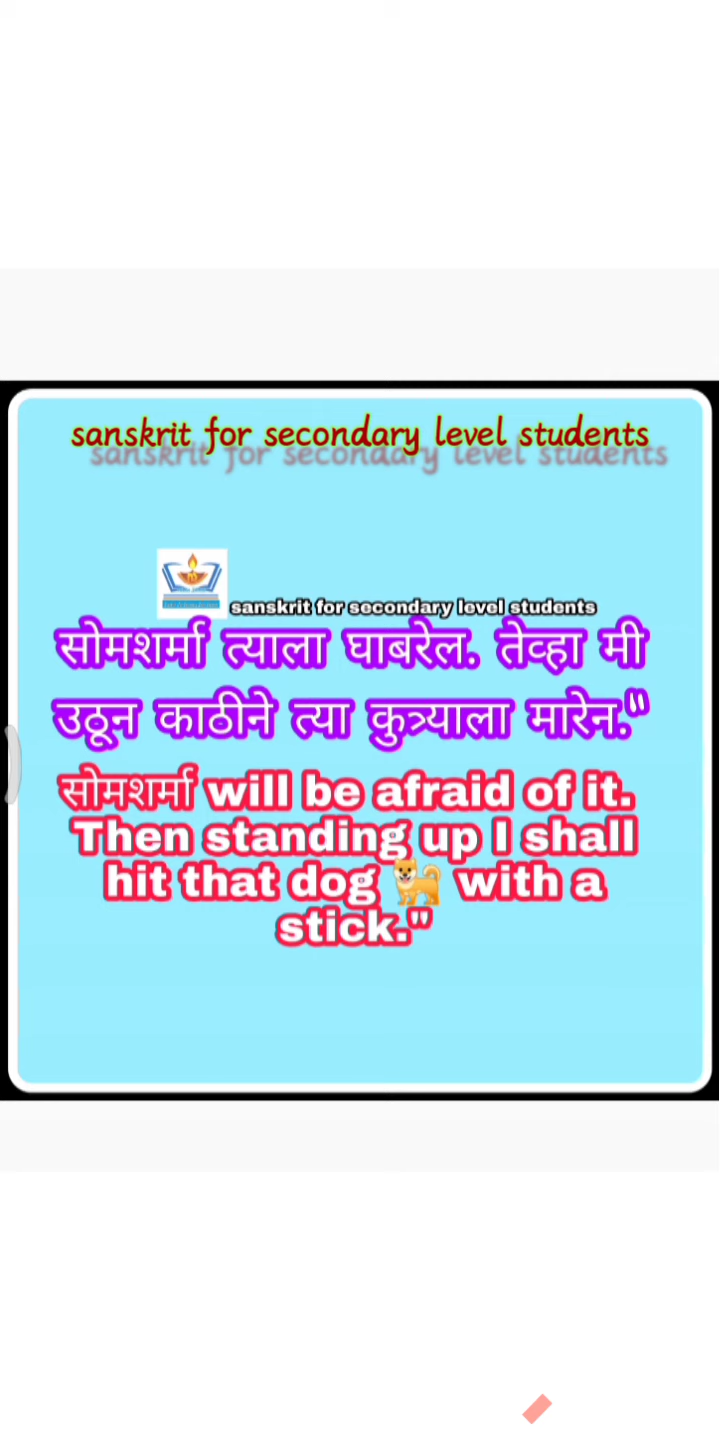 sanskrit for secondary level students
sanskrit for secondary level students
सोमशर्मा त्याला घाबरेल. तेव्हा मी
उठून काठीने त्या कुत्र्याला मारेन."
सोमशर्मा will be afraid of it.
Then standing up I shall
hit that dog 🐕 with a
stick."